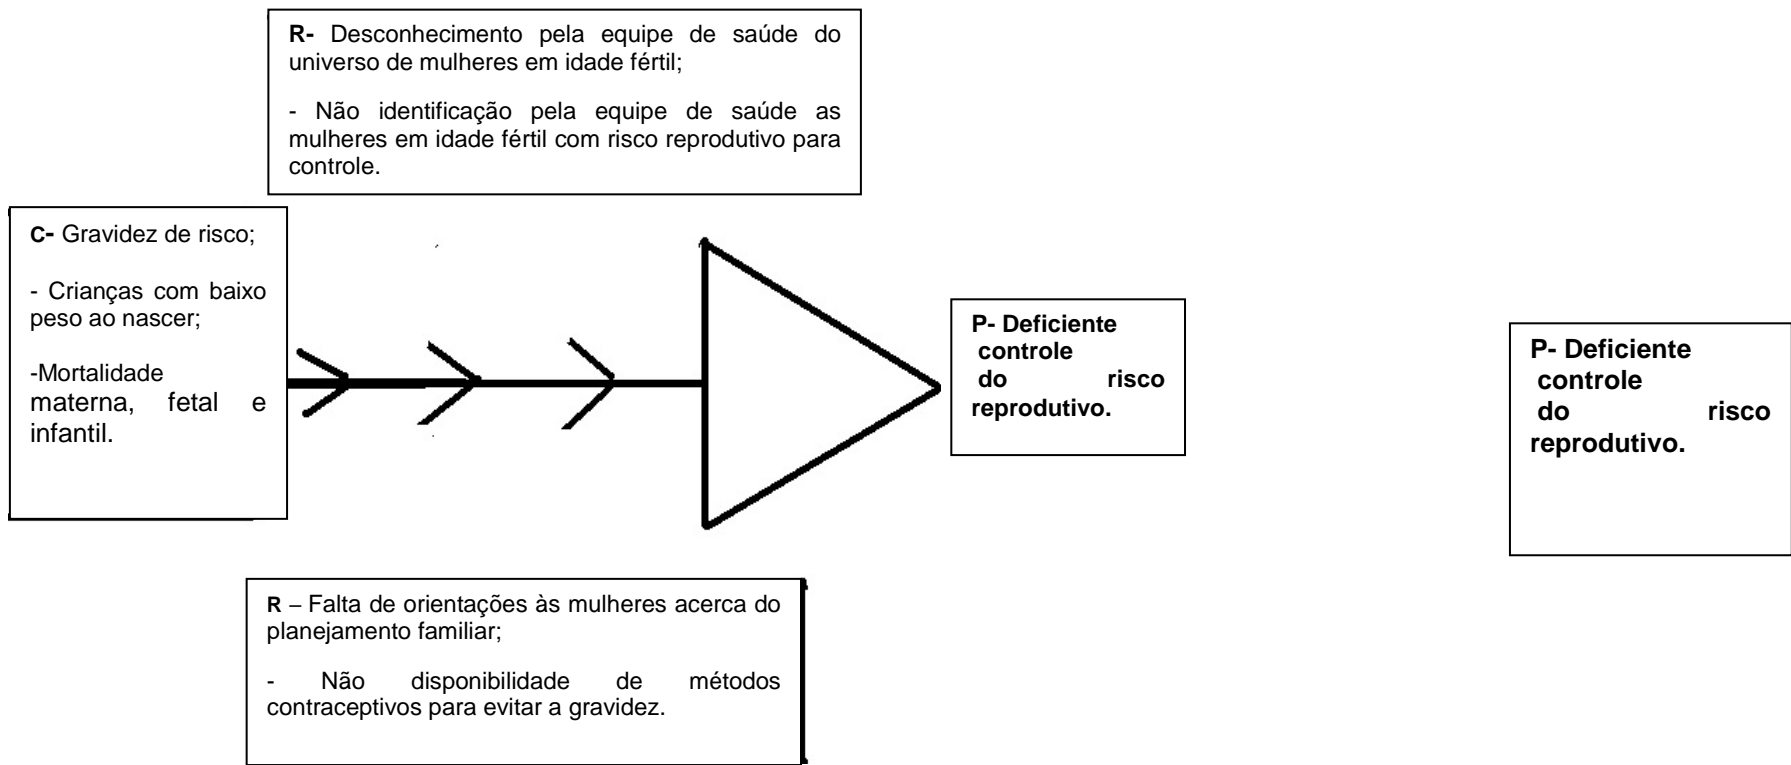 R- Desconhecimento pela equipe de saúde do
universo de mulheres em idade fértil;
- Não identificação pela equipe de saúde as
mulheres em idade fértil com risco reprodutivo para
controle.
C- Gravidez de risco;
- Crianças com baixo
peso ao nascer;
-Mortalidade
materna, fetal e
infantil.
P- Deficiente
controle
do risco
reprodutivo.
P- Deficiente
controle
do risco
reprodutivo.
R – Falta de orientações às mulheres acerca do
planejamento familiar;
- Não disponibilidade de métodos
contraceptivos para evitar a gravidez.